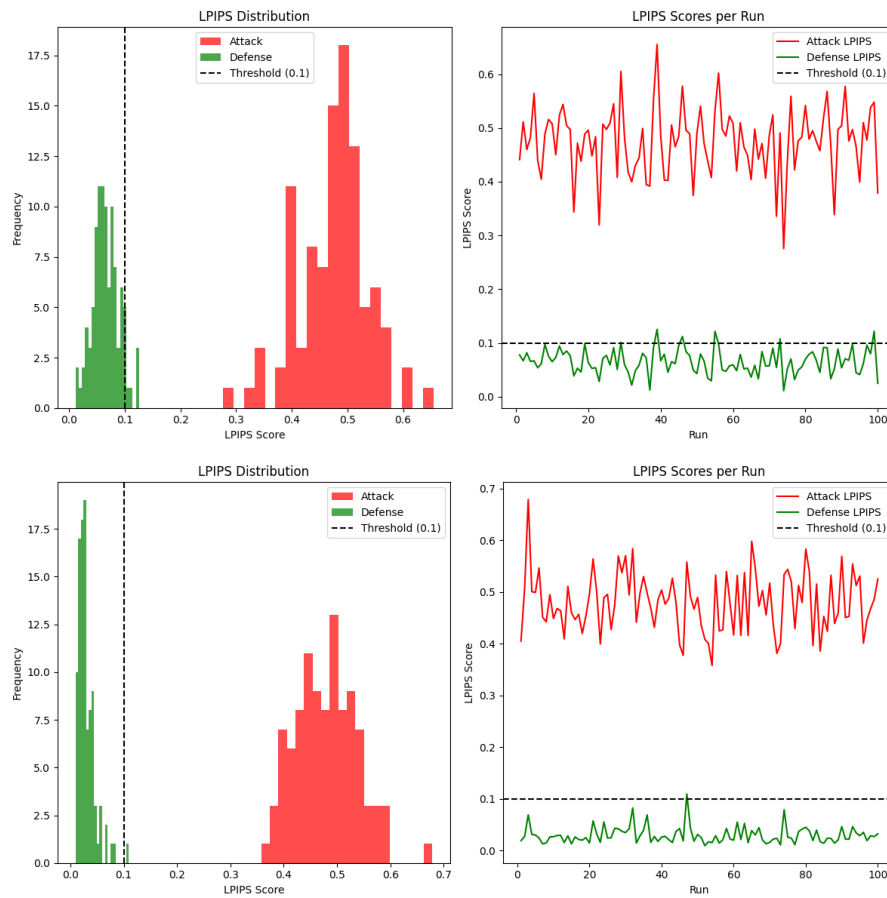 LPIPS Distribution
Attack
Defense
Threshold (0.1)
Frequency
17.5
15.0
12.5
10.0
7.5
5.0
2.5
0.0
0.0 0.1 0.2 0.3 0.4 0.5 0.6
LPIPS Score
LPIPS Scores per Run
Attack LPIPS
Defense LPIPS
Threshold (0.1)
LPIPS Score
0.6
0.5
0.4
0.3
0.2
0.1
0.0
0 20 40 60 80 100
Run
LPIPS Distribution
Attack
Defense
Threshold (0.1)
Frequency
17.5
15.0
12.5
10.0
7.5
5.0
2.5
0.0
0.0 0.1 0.2 0.3 0.4 0.5 0.6 0.7
LPIPS Score
LPIPS Scores per Run
Attack LPIPS
Defense LPIPS
Threshold (0.1)
LPIPS Score
0.7
0.6
0.5
0.4
0.3
0.2
0.1
0.0
0 20 40 60 80 100
Run